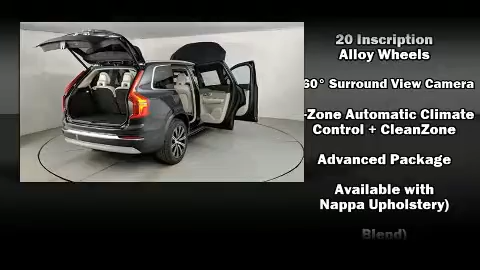 20 Inscription
Alloy Wheels
60° Surround View Camera
-Zone Automatic Climate
Control + CleanZone
Advanced Package
Available with
Nappa Upholstery)
Blend)